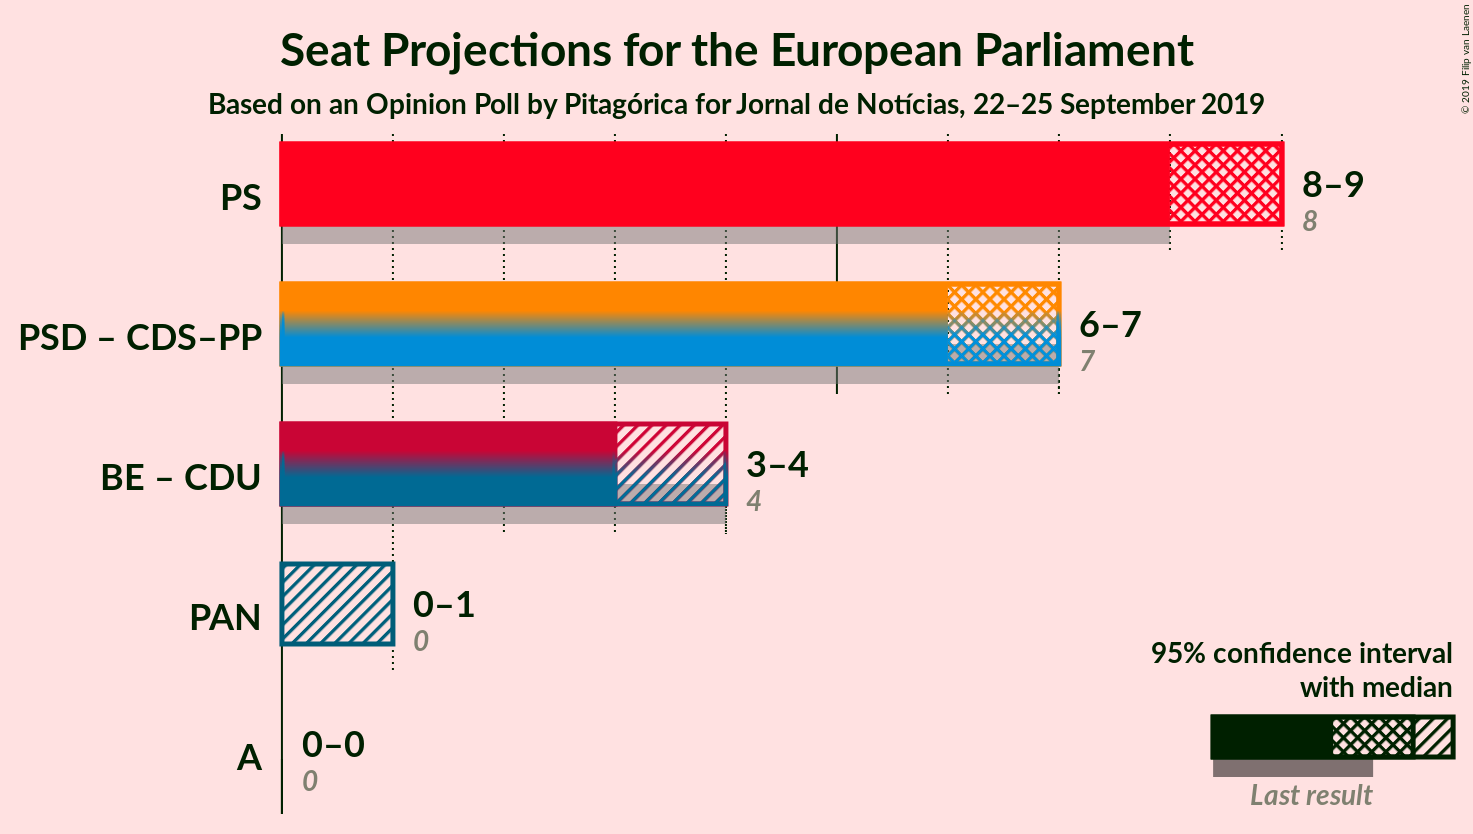 Seat Projections for the European Parliament
Based on an Opinion Poll by Pitagórica for Jornal de Notícias, 22–25 September 2019
© 2019 Filip van Laenen
PS
8–9
8
PSD – CDS–PP
6–7
7
BE – CDU
3–4
4
PAN
0–1
0
A
0–0
0
95% confidence interval
with median
Last result